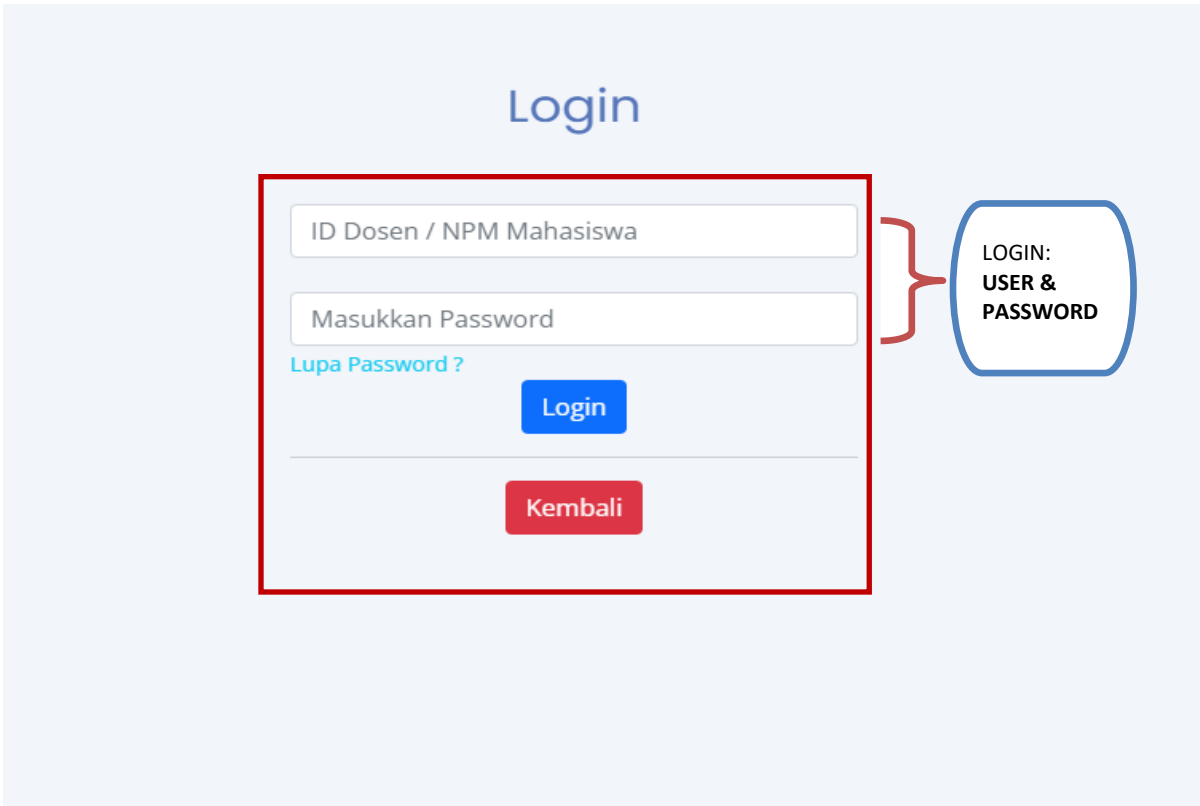 Login
ID Dosen / NPM Mahasiswa
Masukkan Password
Lupa Password ?
Login
Kembali
LOGIN:
USER &
PASSWORD